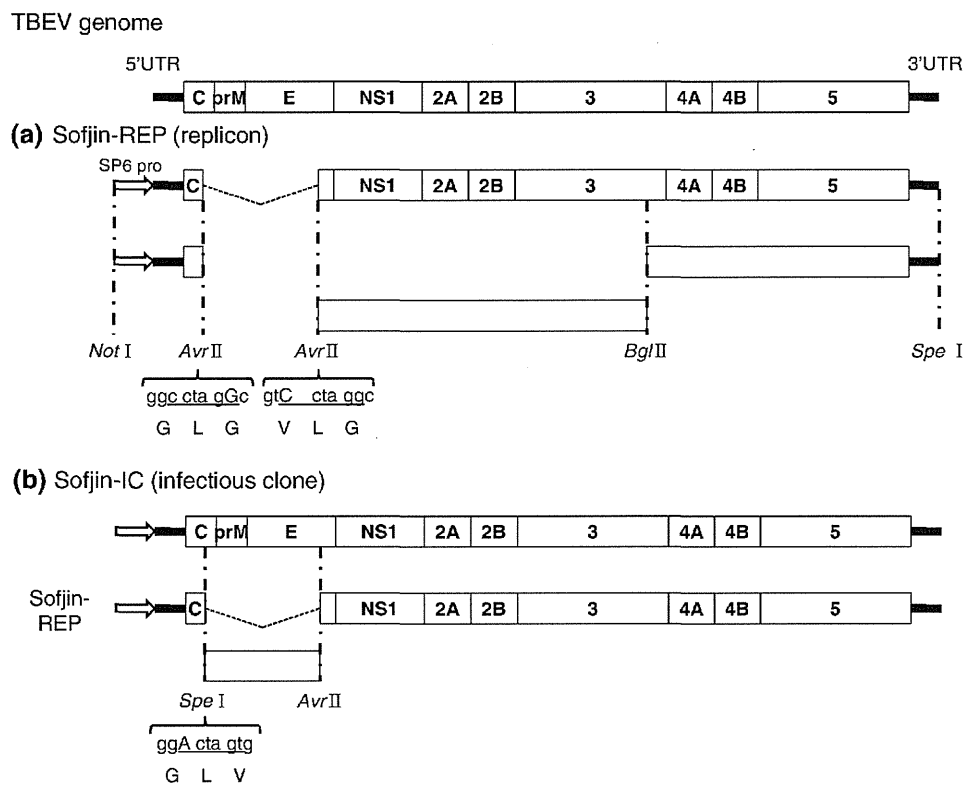 TBEV genome
5'UTR 3'UTR
C prM E NS1 2A 2B 3 4A 4B 5
(a) Sofjin-REP (replicon)
SP6 pro
C NS1 2A 2B 3 4A 4B 5
Not I AvrII AvrII BglII Spe I
ggc cta gGc gtC cta ggc
G L G V L G
(b) Sofjin-IC (infectious clone)
C prM E NS1 2A 2B 3 4A 4B 5
Sofjin-
REP
C NS1 2A 2B 3 4A 4B 5
Spe I AvrII
ggA cta gtg
G L V